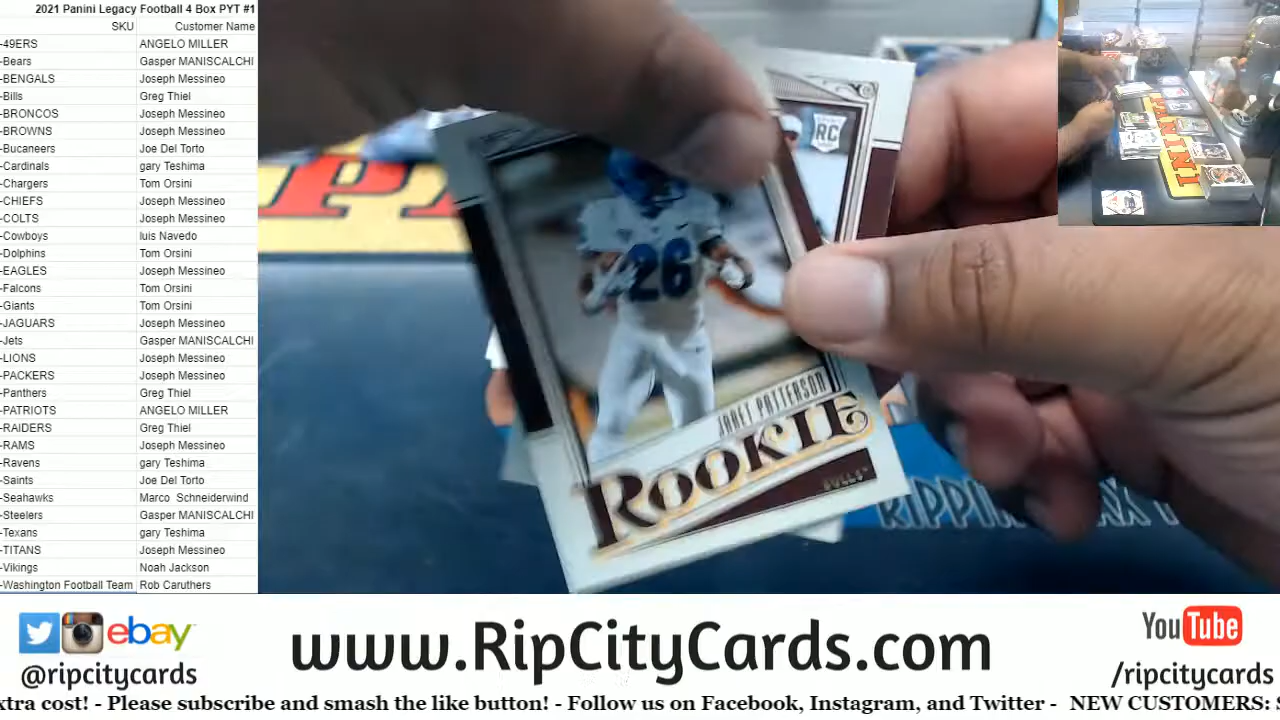 2021 Panini Legacy Football 4 Box PYT #1
SKU Customer Name
-49ERS ANGELO MILLER
-Bears Gasper MANISCALCHI
-BENGALS Joseph Messineo
-Bills Greg Thiel
-BRONCOS Joseph Messineo
-BROWNS Joseph Messineo
-Bucaneers Joe Del Torto
-Cardinals gary Teshima
-Chargers Tom Orsini
-CHIEFS Joseph Messineo
-COLTS Joseph Messineo
-Cowboys luis Navedo
-Dolphins Tom Orsini
-EAGLES Joseph Messineo
-Falcons Tom Orsini
-Giants Tom Orsini
-JAGUARS Joseph Messineo
-Jets Gasper MANISCALCHI
-LIONS Joseph Messineo
-PACKERS Joseph Messineo
-Panthers Greg Thiel
-PATRIOTS ANGELO MILLER
-RAIDERS Greg Thiel
-RAMS Joseph Messineo
-Ravens gary Teshima
-Saints Joe Del Torto
-Seahawks Marco Schneiderwind
-Steelers Gasper MANISCALCHI
-Texans gary Teshima
-TITANS Joseph Messineo
-Vikings Noah Jackson
-Washington Football Team Rob Caruthers
RC
26
JARET PATTERSON
ROOKIE
BULLS
PANINI
RIPPIN
ebay
@ripcitycards
www.RipCityCards.com
YouTube
/ripcitycards
xtra cost! - Please subscribe and smash the like button! - Follow us on Facebook, Instagram, and Twitter - NEW CUSTOMERS: